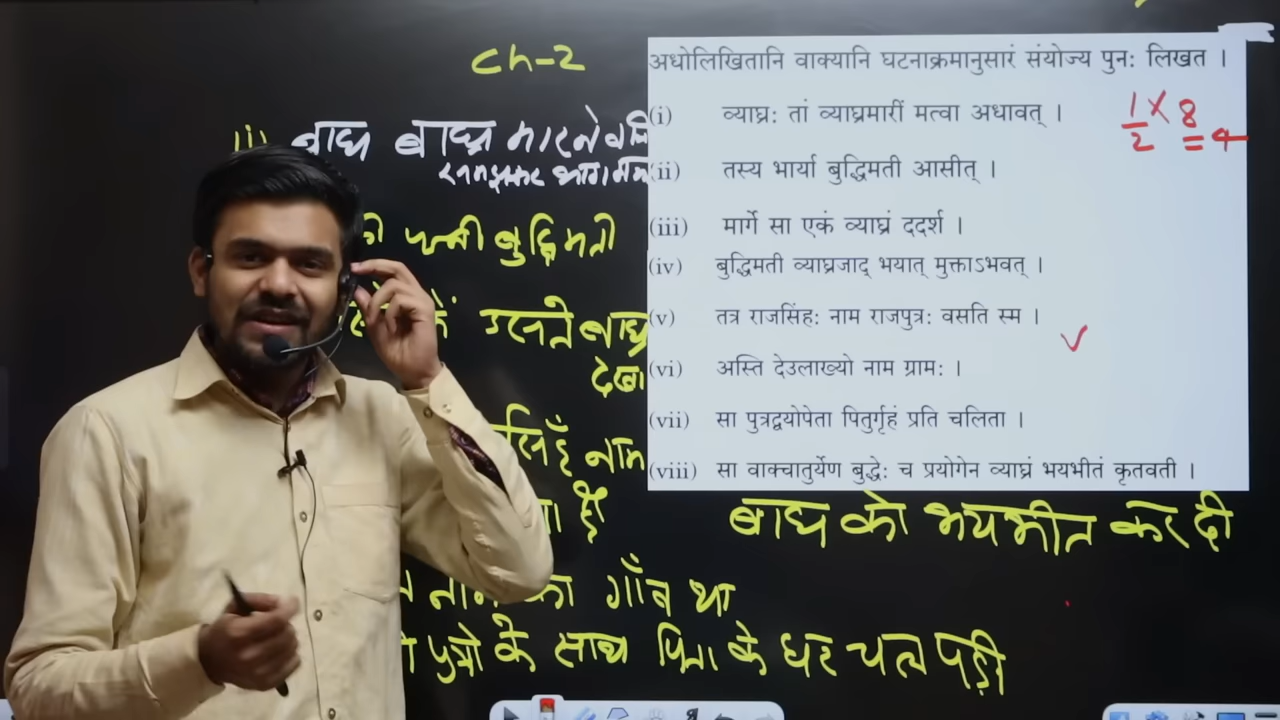 Ch-2
अधोलिखितानि वाक्यानि घटनाक्रमानुसारं संयोज्य पुनः लिखत ।
(i) व्याघ्रः तां व्याघ्रमारीं मत्वा अधावत् ।
1/2 × 8 = 4
(ii) तस्य भार्या बुद्धिमती आसीत् ।
(iii) मार्गे सा एकं व्याघ्रं ददर्श ।
(iv) बुद्धिमती व्याघ्रजाद् भयात् मुक्ताऽभवत् ।
(v) तत्र राजसिंहः नाम राजपुत्रः वसति स्म ।
(vi) अस्ति देउलाख्यो नाम ग्रामः ।
(vii) सा पुत्रद्वयोपेता पितुर्गृहं प्रति चलिता ।
(viii) सा वाक्चातुर्येण बुद्धेः च प्रयोगेन व्याघ्रं भयभीतं कृतवती ।
i) बाघ बाघ मारने
समझकर भाग
की पत्नी बुद्धिमती
में उसने बाघ
देखा
सिंह नाम
बाघ को भयभीत कर दी
नाम का गाँव था
पुत्रो के साथ पिता के घर चल पड़ी